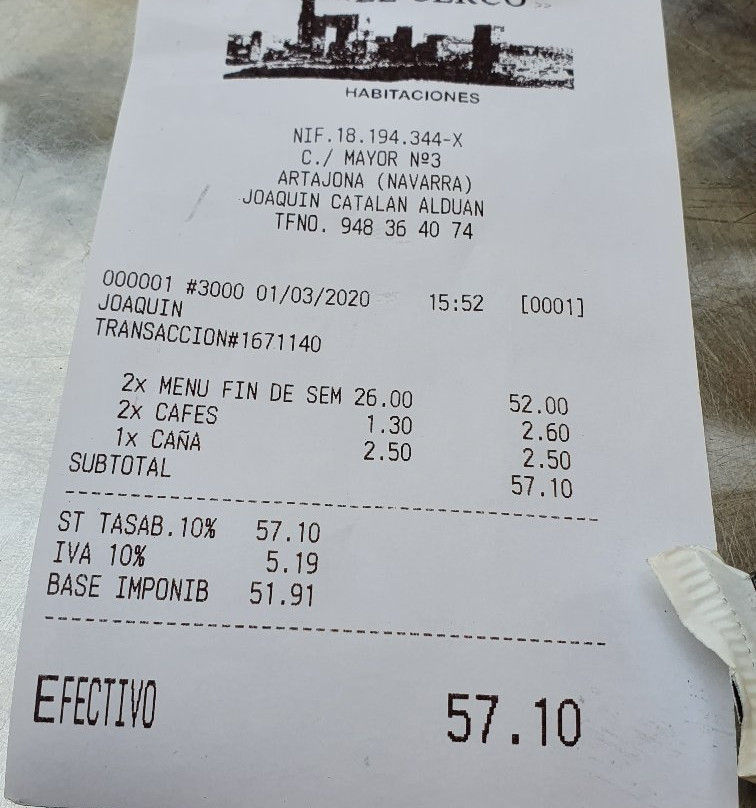 EL CERCO
HABITACIONES
NIF.18.194.344-X
C./ MAYOR Nº3
ARTAJONA (NAVARRA)
JOAQUIN CATALAN ALDUAN
TFNO. 948 36 40 74
000001 #3000 01/03/2020 15:52 [0001]
JOAQUIN
TRANSACCION#1671140
2x MENU FIN DE SEM 26.00 52.00
2x CAFES 1.30 2.60
1x CAÑA 2.50 2.50
SUBTOTAL 57.10
ST TASAB.10% 57.10
IVA 10% 5.19
BASE IMPONIB 51.91
EFECTIVO 57.10